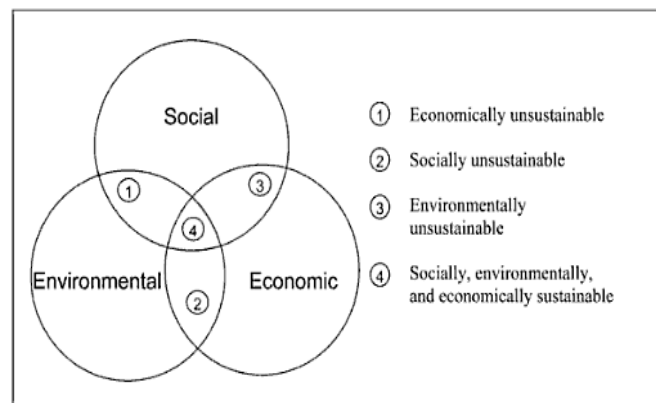 Social
1
3
4
Environmental
Economic
2
1 Economically unsustainable
2 Socially unsustainable
3 Environmentally
unsustainable
4 Socially, environmentally,
and economically sustainable